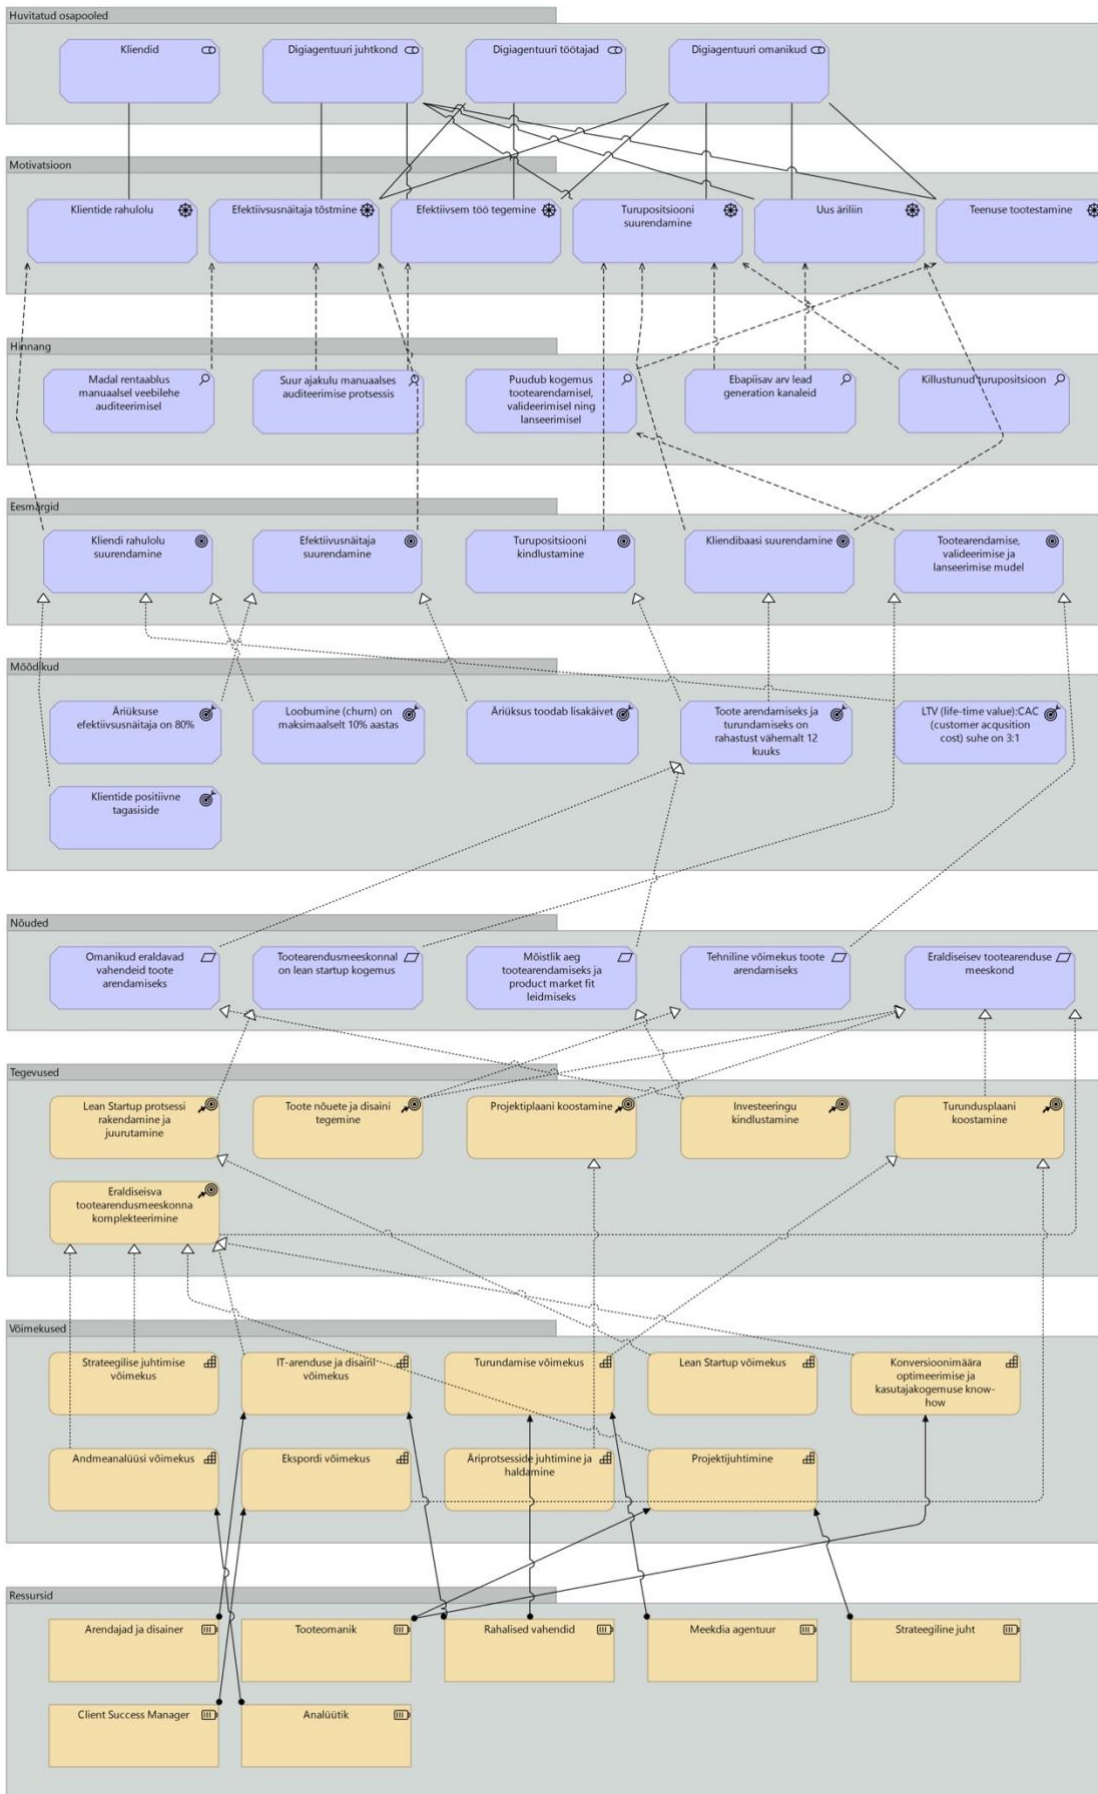 Huvitatud osapooled
Kliendid
Digiagentuuri juhtkond
Digiagentuuri töötajad
Digiagentuuri omanikud
Motivatsioon
Klientide rahulolu
Efektiivsusnäitaja tõstmine
Efektiivsem töö tegemine
Turupositsiooni
suurendamine
Uus äriliin
Teenuse tootestamine
Hinnang
Madal rentaablus
manuaalsel veebilehe
auditeerimisel
Suur ajakulu manuaalses
auditeerimise protsessis
Puudub kogemus
tootearendamisel,
valideerimisel ning
lanseerimisel
Ebapiisav arv lead
generation kanaleid
Killustunud turupositsioon
Eesmärgid
Kliendi rahulolu
suurendamine
Efektiivusnäitaja
suurendamine
Turupositsiooni
kindlustamine
Kliendibaasi suurendamine
Tootearendamise,
valideerimise ja
lanseerimise mudel
Mõõdikud
Äriüksuse
efektiivsusnäitaja on 80%
Loobumine (churn) on
maksimaalselt 10% aastas
Äriüksus toodab lisakäivet
Toote arendamiseks ja
turundamiseks on
rahastust vähemalt 12
kuuks
LTV (life-time value):CAC
(customer acqusition
cost) suhe on 3:1
Klientide positiivne
tagasiside
Nõuded
Omanikud eraldavad
vahendeid toote
arendamiseks
Tootearendusmeeskonnal
on lean startup kogemus
Mõistlik aeg
tootearendamiseks ja
product market fit
leidmiseks
Tehniline võimekus toote
arendamiseks
Eraldiseisev tootearenduse
meeskond
Tegevused
Lean Startup protsessi
rakendamine ja
juurutamine
Toote nõuete ja disaini
tegemine
Projektiplaani koostamine
Investeeringu
kindlustamine
Turundusplaani
koostamine
Eraldiseisva
tootearendusmeeskonna
komplekteerimine
Võimekused
Strateegilise juhtimise
võimekus
IT-arenduse ja disaini
võimekus
Turundamise võimekus
Lean Startup võimekus
Konversioonimäära
optimeerimise ja
kasutajakogemuse know-
how
Andmeanalüüsi võimekus
Ekspordi võimekus
Äriprotsesside juhtimine ja
haldamine
Projektijuhtimine
Ressursid
Arendajad ja disainer
Tooteomanik
Rahalised vahendid
Meekdia agentuur
Strateegiline juht
Client Success Manager
Analüütik